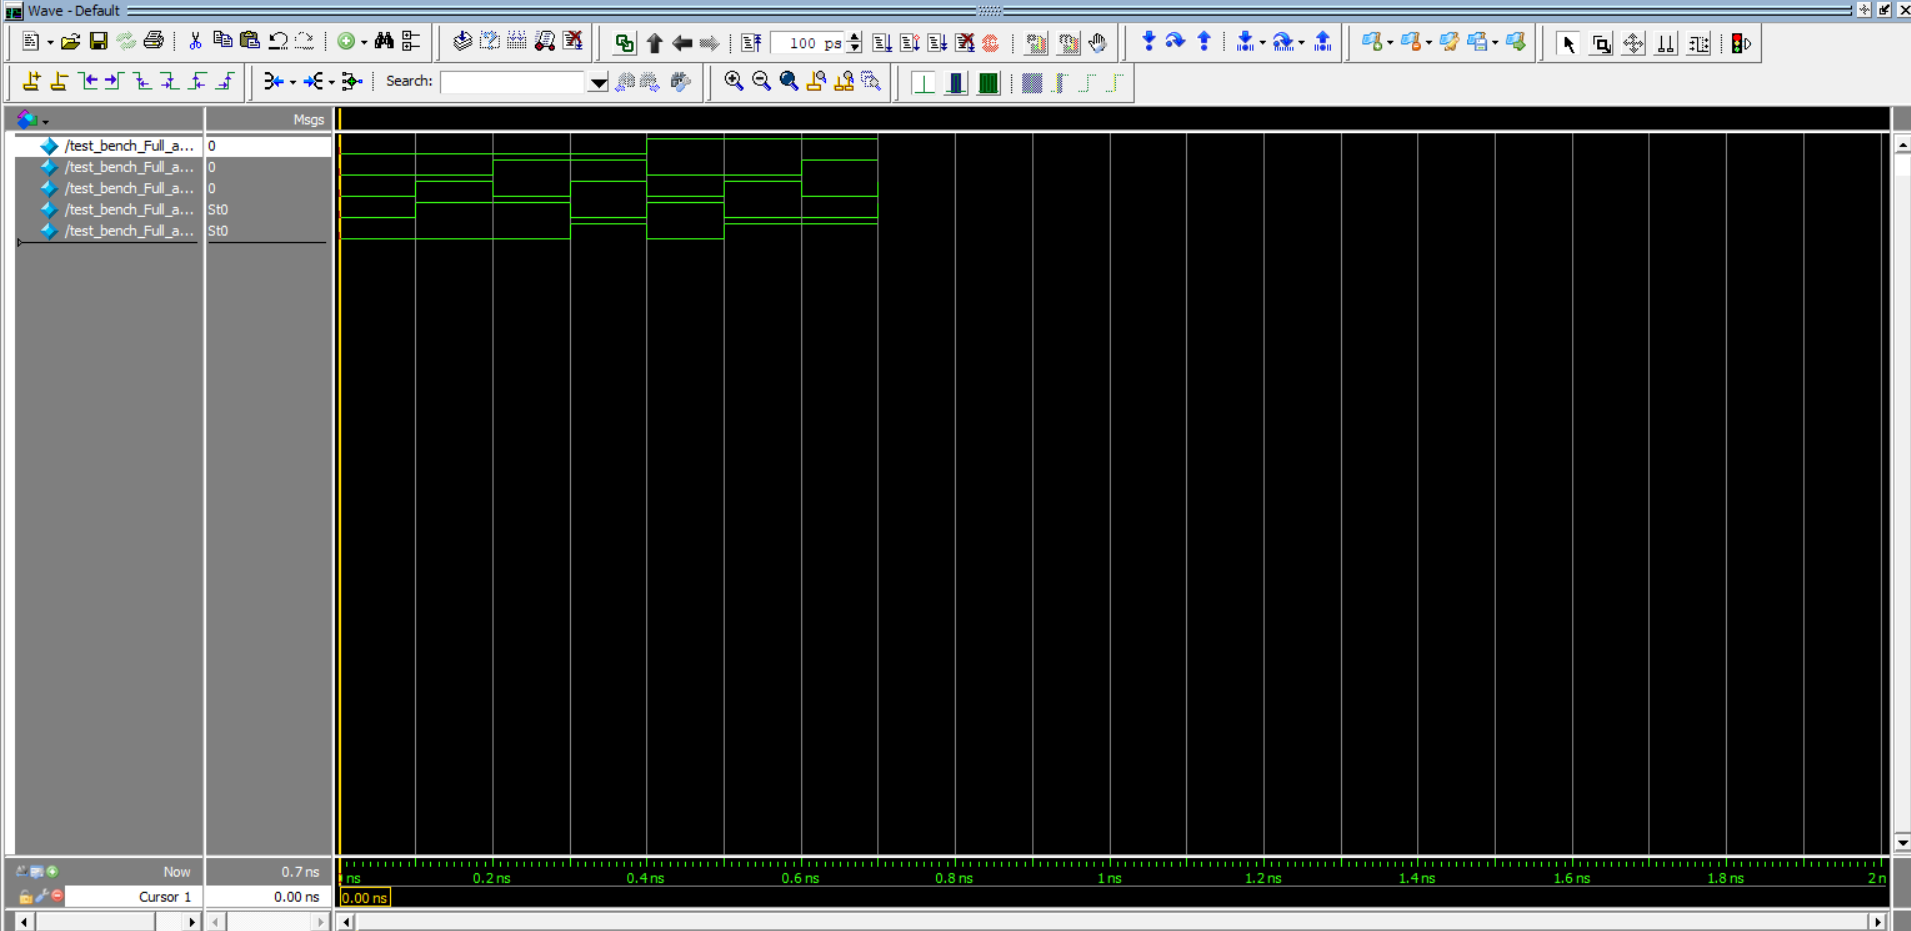 Wave - Default
100 ps
Search:
Msgs
/test_bench_Full_a... 0
/test_bench_Full_a... 0
/test_bench_Full_a... 0
/test_bench_Full_a... St0
/test_bench_Full_a... St0
Now 0.7 ns
ns 0.2 ns 0.4 ns 0.6 ns 0.8 ns 1 ns 1.2 ns 1.4 ns 1.6 ns 1.8 ns 2 n
Cursor 1 0.00 ns 0.00 ns